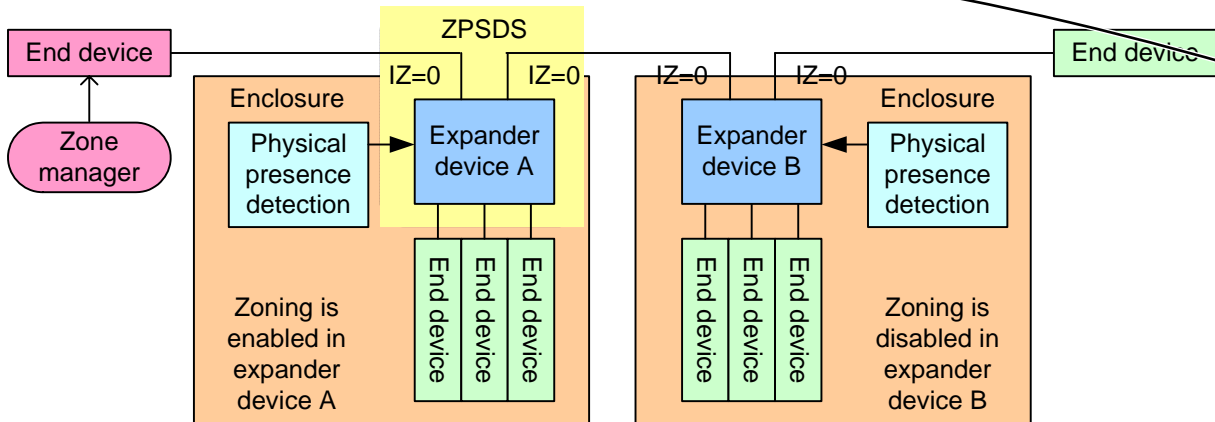 ZPSDS
End device
End device
IZ=0
IZ=0
IZ=0
IZ=0
Enclosure
Enclosure
Zone
manager
Physical
presence
detection
Expander
device A
Expander
device B
Physical
presence
detection
End device
End device
End device
End device
End device
End device
Zoning is
enabled in
expander
device A
Zoning is
disabled in
expander
device B